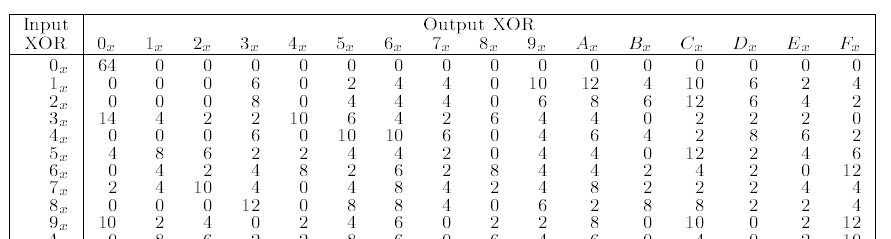 Input Output XOR
XOR 0x 1x 2x 3x 4x 5x 6x 7x 8x 9x Ax Bx Cx Dx Ex Fx
0x 64 0 0 0 0 0 0 0 0 0 0 0 0 0 0 0
1x 0 0 0 6 0 2 4 4 0 10 12 4 10 6 2 4
2x 0 0 0 8 0 4 4 4 0 6 8 6 12 6 4 2
3x 14 4 2 2 10 6 4 2 6 4 4 0 2 2 2 0
4x 0 0 0 6 0 10 10 6 0 4 6 4 2 8 6 2
5x 4 8 6 2 2 4 4 2 0 4 4 0 12 2 4 6
6x 0 4 2 4 8 2 6 2 8 4 4 2 4 2 0 12
7x 2 4 10 4 0 4 8 4 2 4 8 2 2 2 4 4
8x 0 0 0 12 0 8 8 4 0 6 2 8 8 2 2 4
9x 10 2 4 0 2 4 6 0 2 2 8 0 10 0 2 12